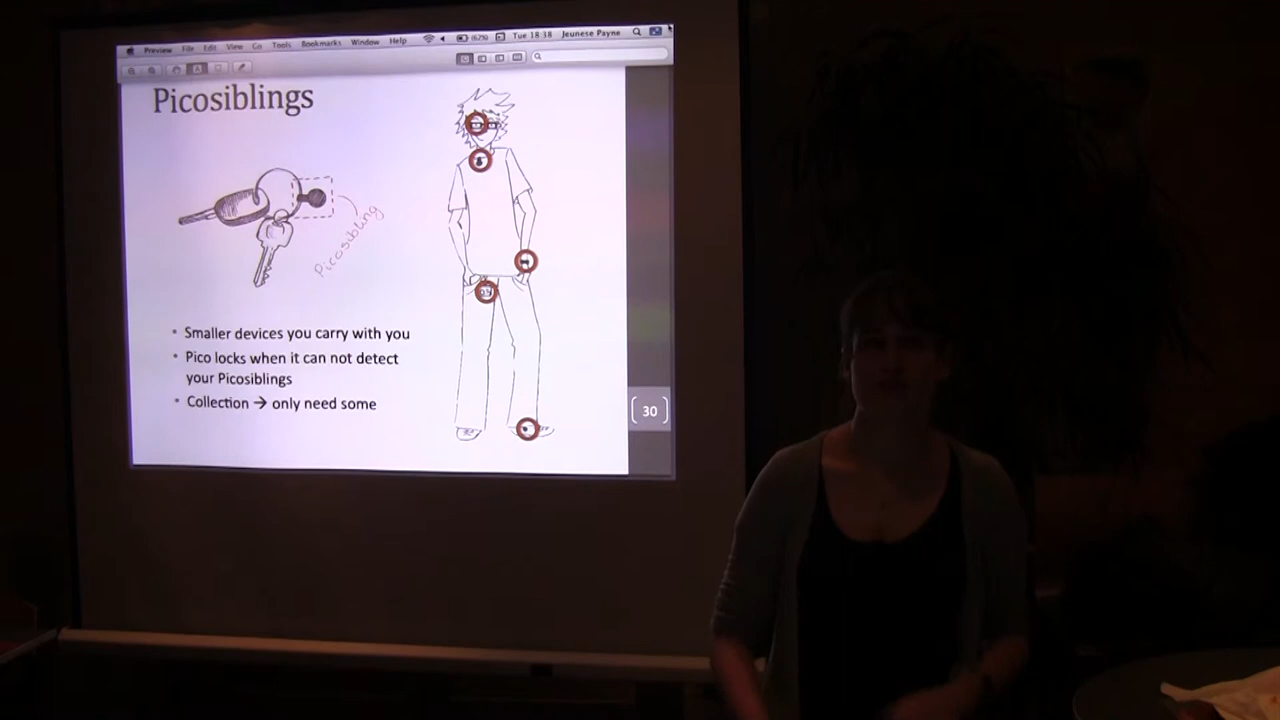 Preview File Edit View Go Tools Bookmarks Window Help (62%) Tue 18:38 Jeunese Payne
Picosiblings
Picosibling
• Smaller devices you carry with you
• Pico locks when it can not detect
your Picosiblings
• Collection → only need some
30